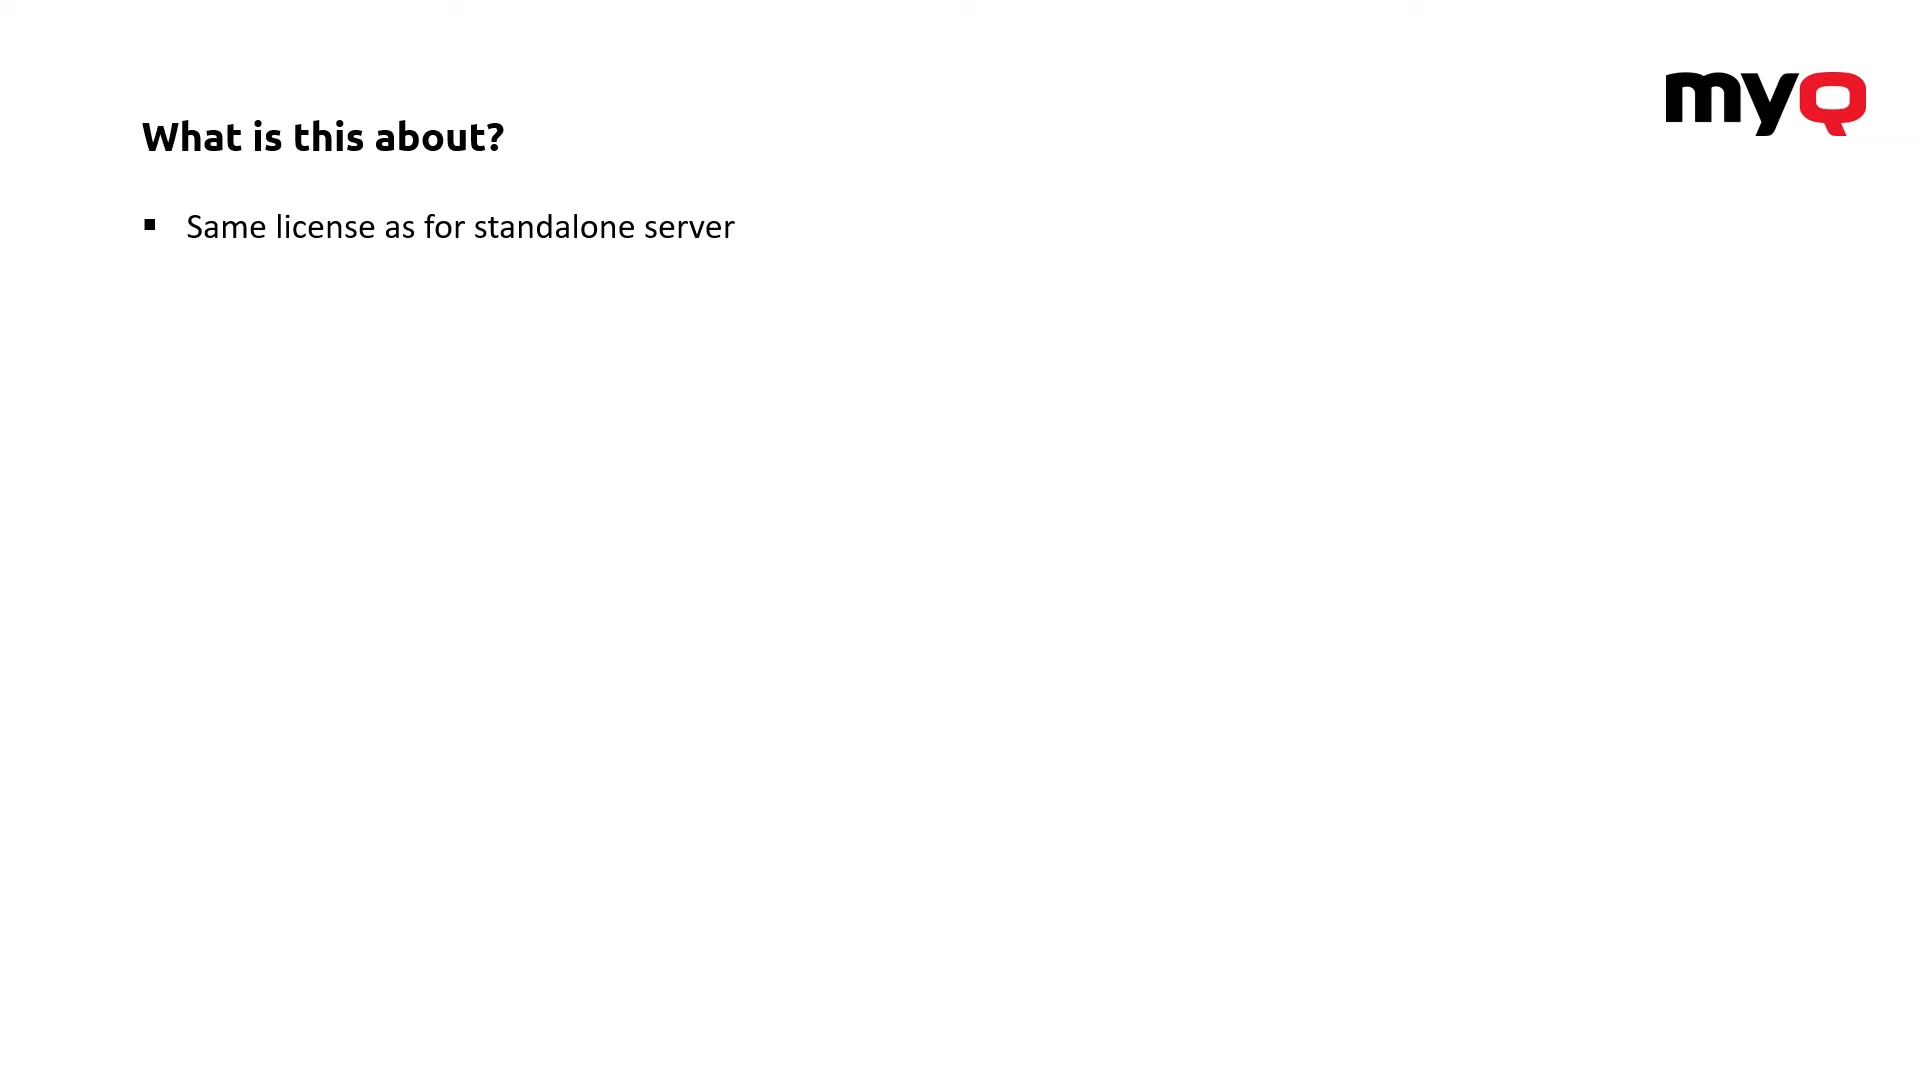 myQ
What is this about?
▪ Same license as for standalone server